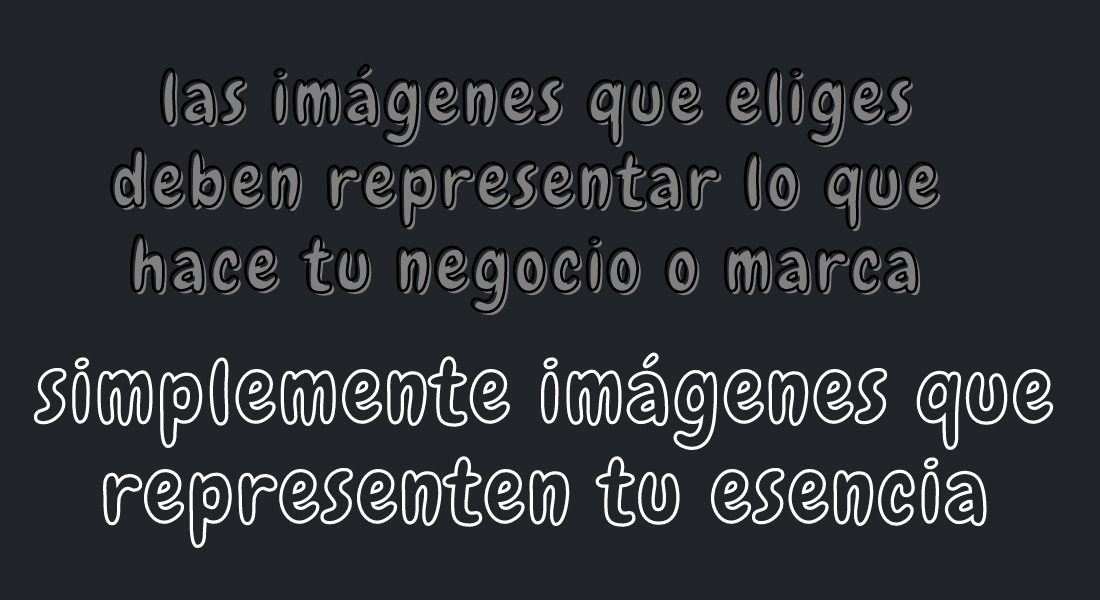 las imágenes que eliges
deben representar lo que
hace tu negocio o marca
simplemente imágenes que
representen tu esencia